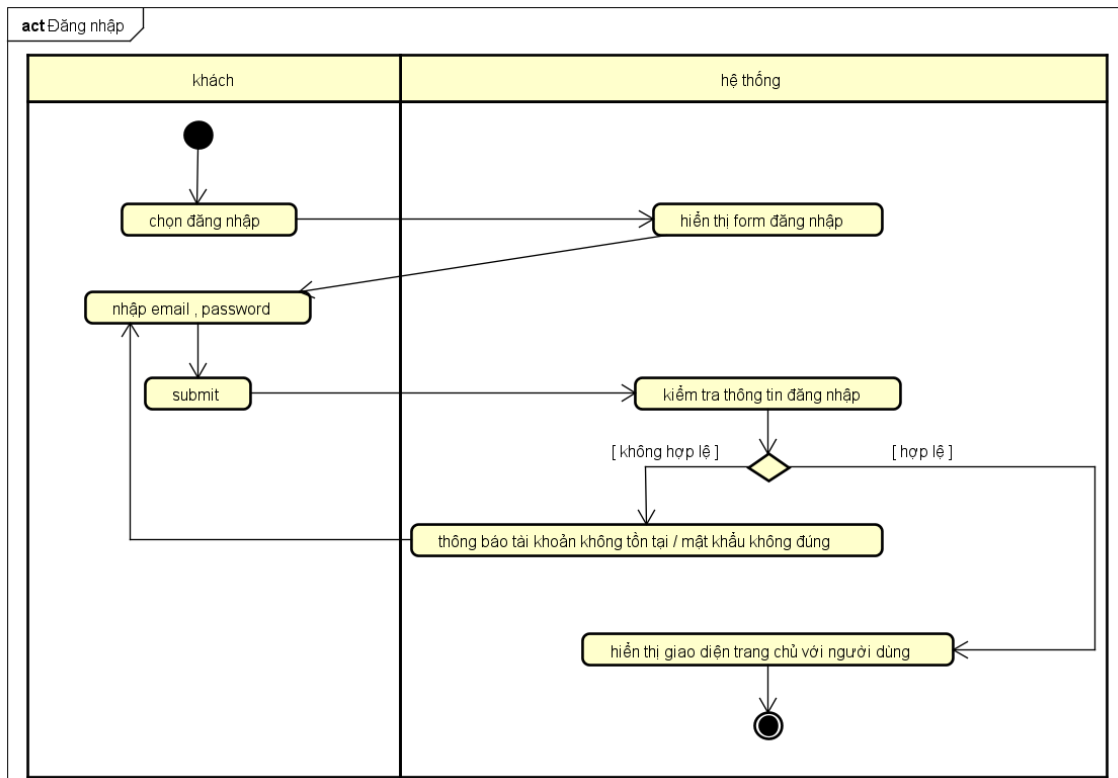 act Đăng nhập
khách
hệ thống
chọn đăng nhập
hiển thị form đăng nhập
nhập email , password
submit
kiểm tra thông tin đăng nhập
[ không hợp lệ ]
[ hợp lệ ]
thông báo tài khoản không tồn tại / mật khẩu không đúng
hiển thị giao diện trang chủ với người dùng